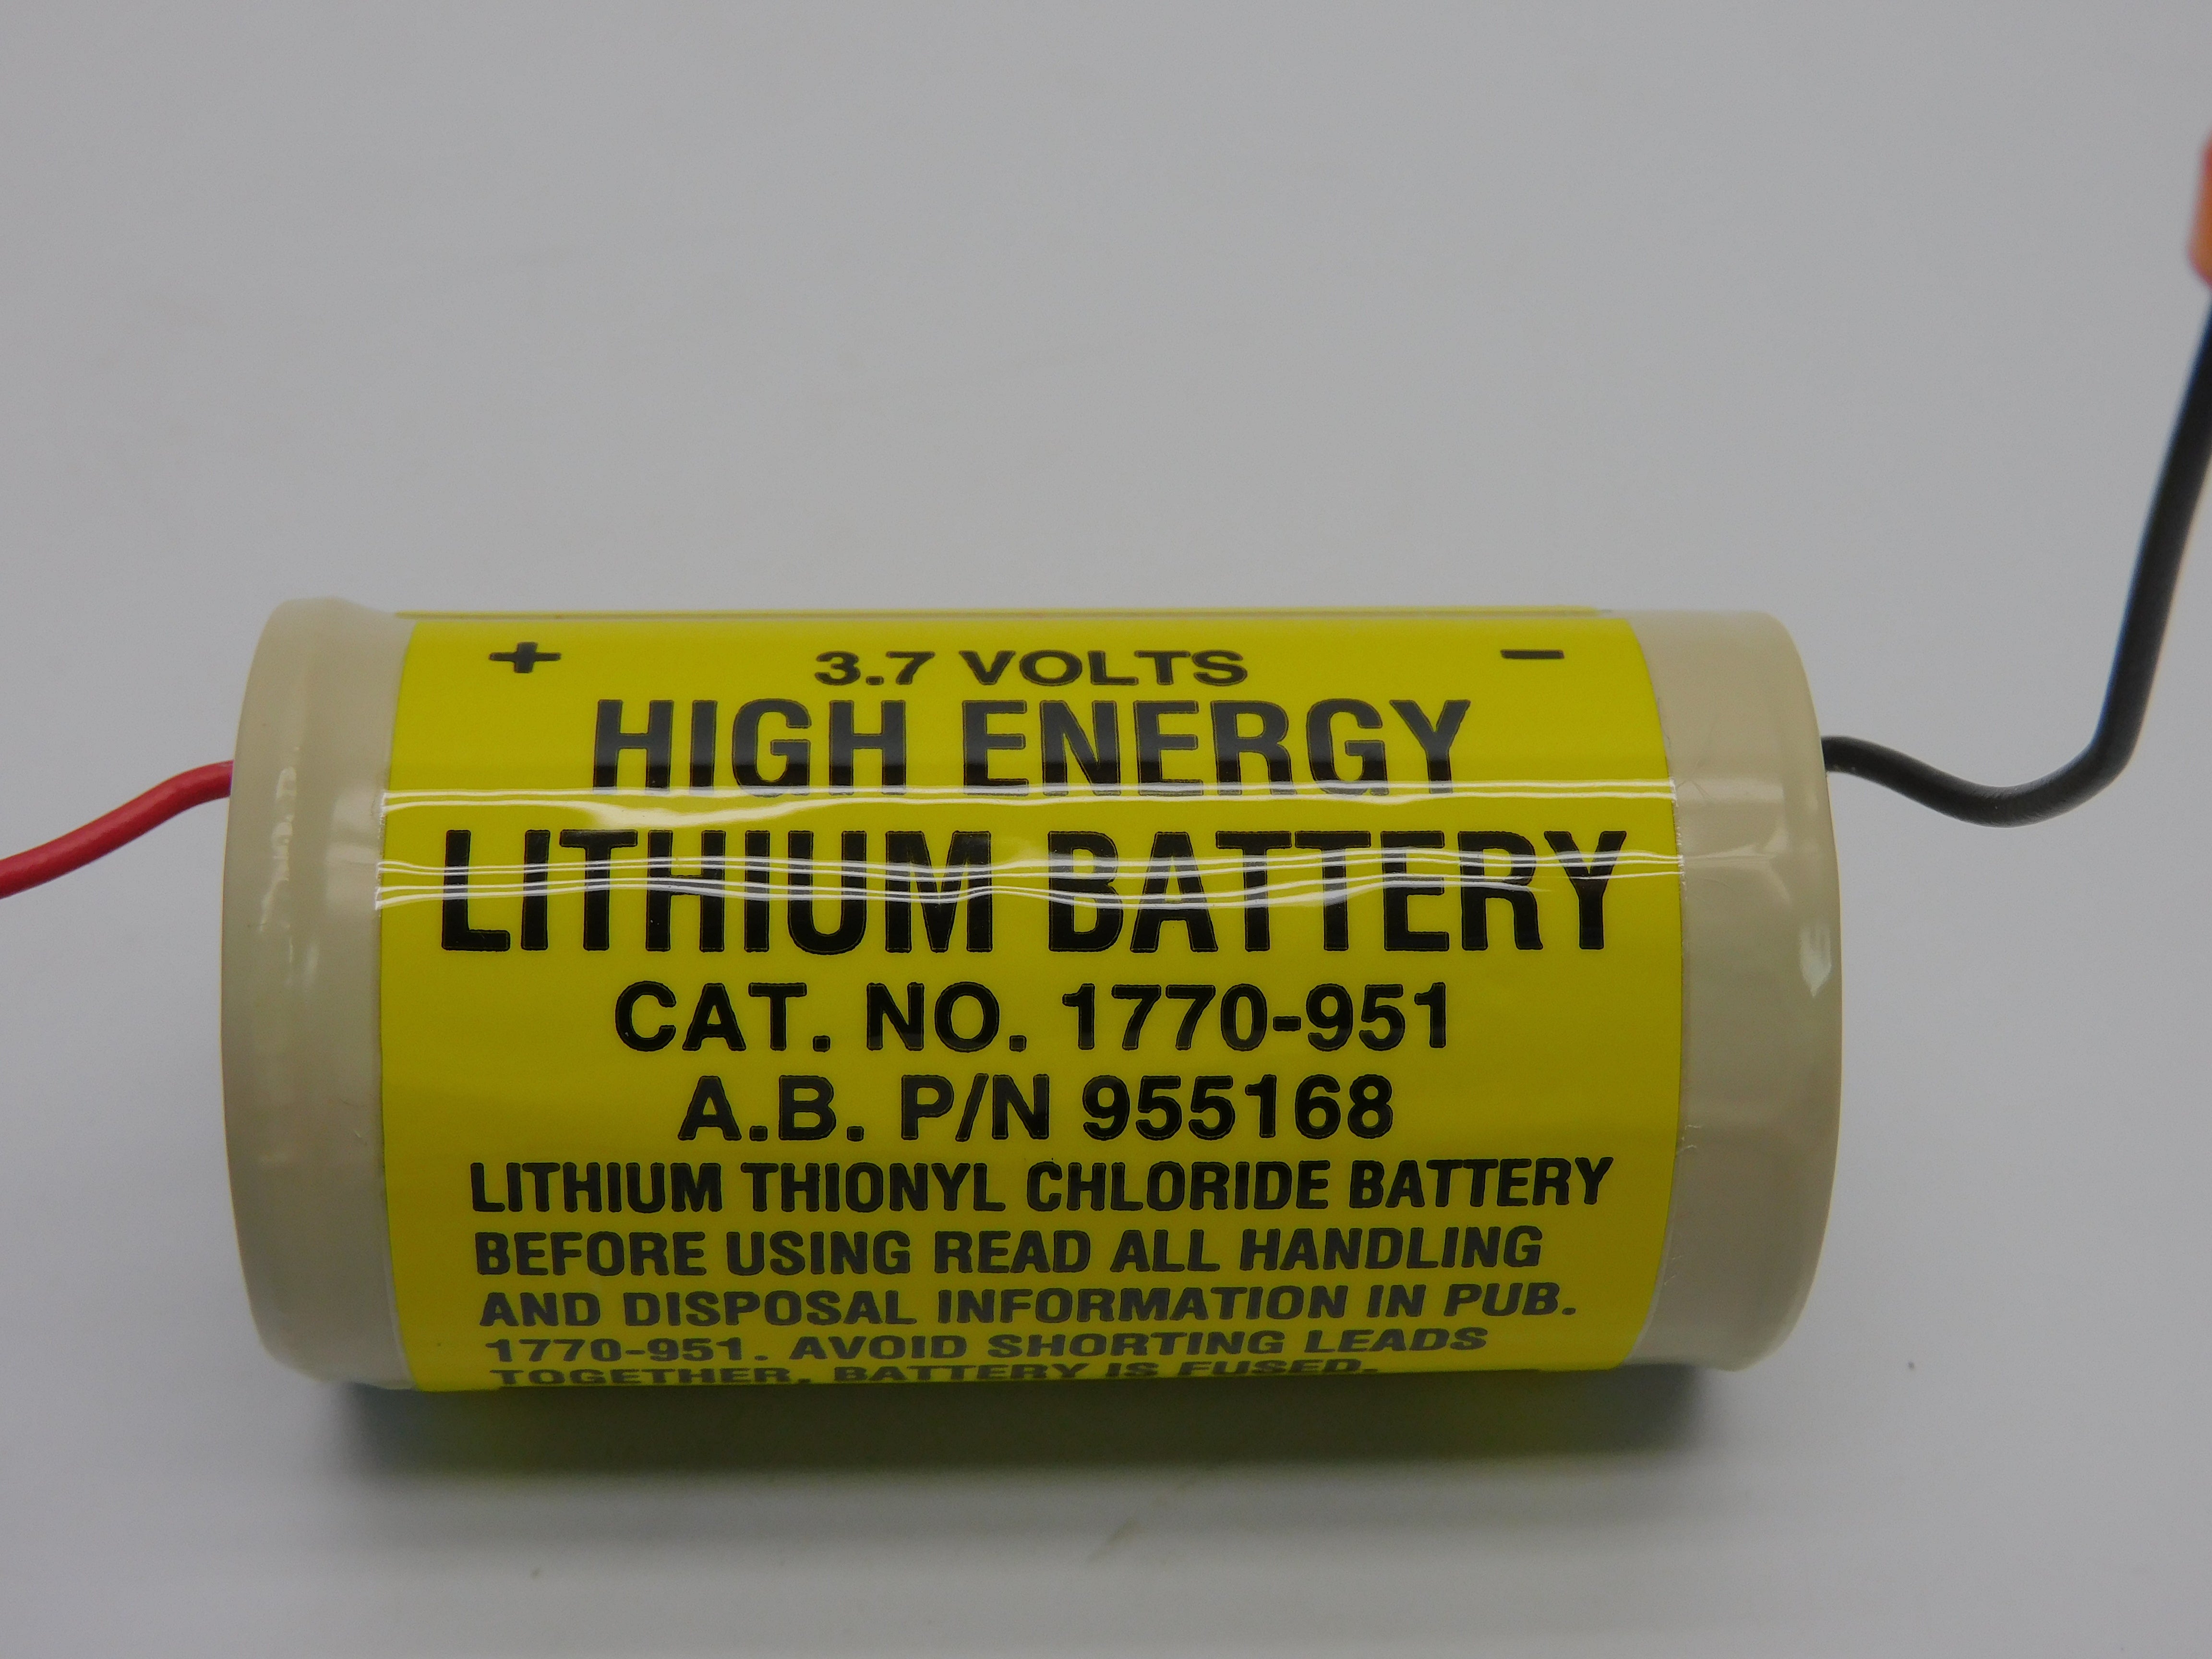 + 3.7 VOLTS –
HIGH ENERGY
LITHIUM BATTERY
CAT. NO. 1770-951
A.B. P/N 955168
LITHIUM THIONYL CHLORIDE BATTERY
BEFORE USING READ ALL HANDLING
AND DISPOSAL INFORMATION IN PUB.
1770-951. AVOID SHORTING LEADS
TOGETHER. BATTERY IS FUSED.